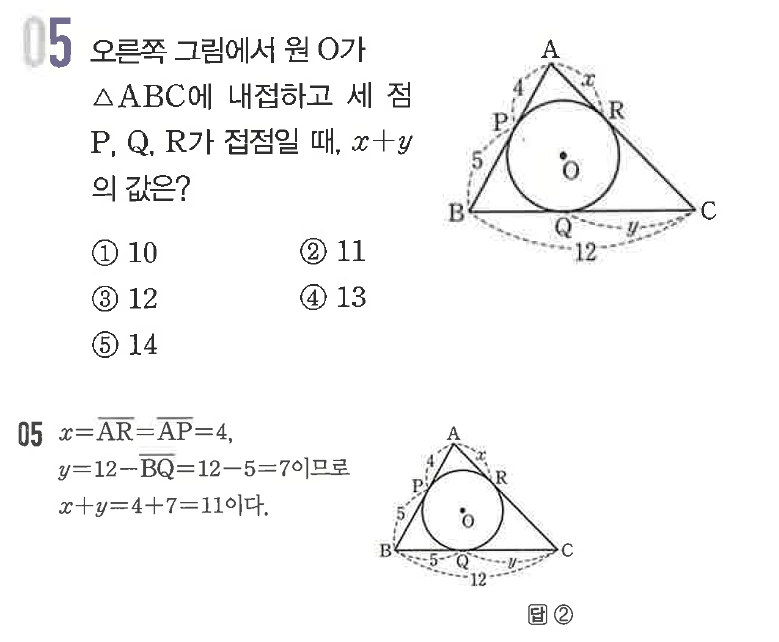 05 오른쪽 그림에서 원 O가
△ABC에 내접하고 세 점
P, Q, R가 접점일 때, x+y
의 값은?
① 10 ② 11
③ 12 ④ 13
⑤ 14
A
4 x
P R
5
O
B Q C
y
12
05 x=\overline{AR}=\overline{AP}=4,
y=12-\overline{BQ}=12-5=7이므로
x+y=4+7=11이다.
A
4 x
P R
5
O
B 5 Q y C
12
답 ②